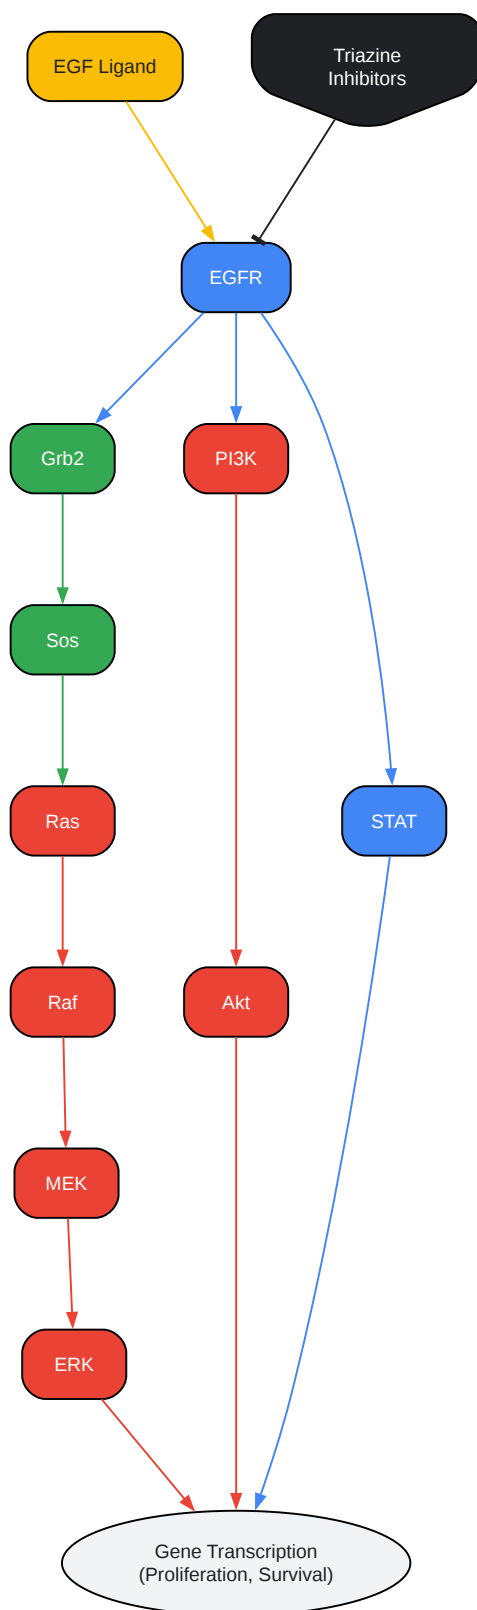 EGF Ligand
Triazine
Inhibitors
EGFR
Grb2
PI3K
Sos
Ras
STAT
Raf
Akt
MEK
ERK
Gene Transcription
(Proliferation, Survival)